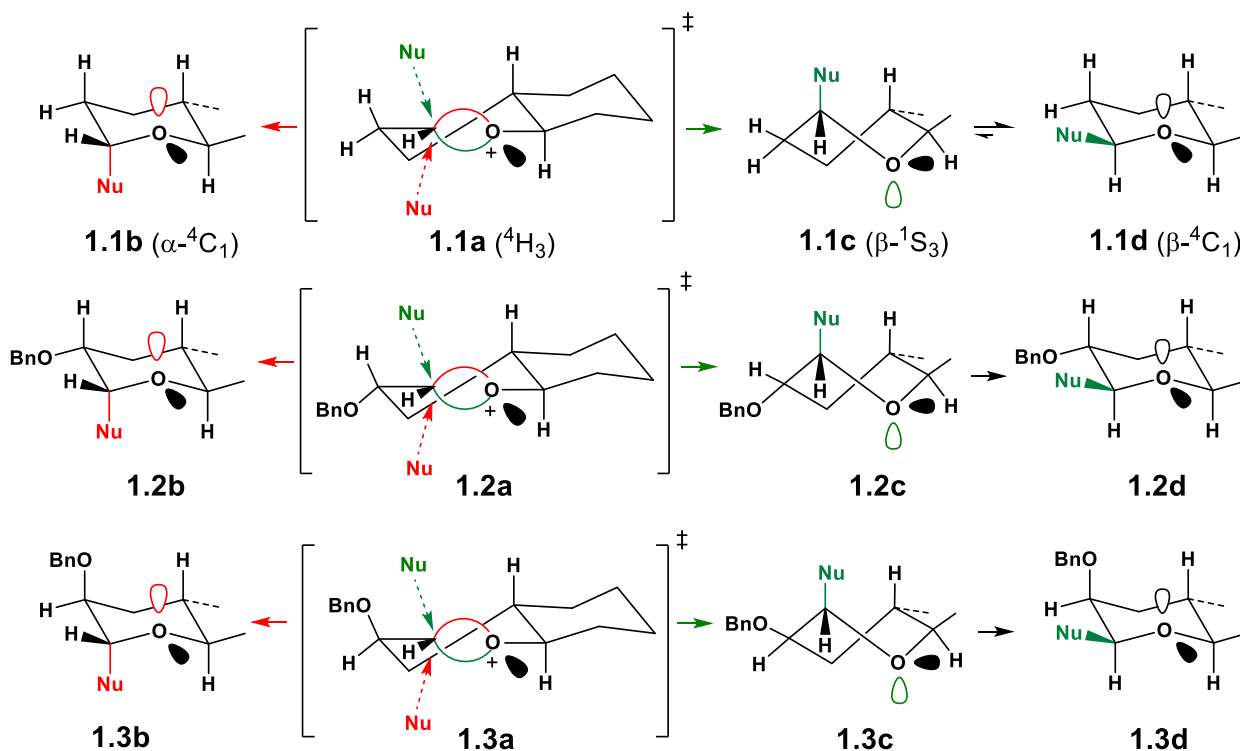 ‡
Nu H Nu H H H
H H H H H H
H O H H O H O H Nu O
Nu H Nu + H H H
1.1b (α-⁴C₁) 1.1a (⁴H₃) 1.1c (β-¹S₃) 1.1d (β-⁴C₁)
‡
H H Nu H Nu H H H
BnO H BnO
H O H O H H Nu O
Nu H BnO + H BnO O H H
Nu
1.2b 1.2a 1.2c 1.2d
‡
BnO H Nu H Nu H BnO H
H BnO BnO H
H O H O H H Nu O
Nu H H + H H O H H
Nu
1.3b 1.3a 1.3c 1.3d